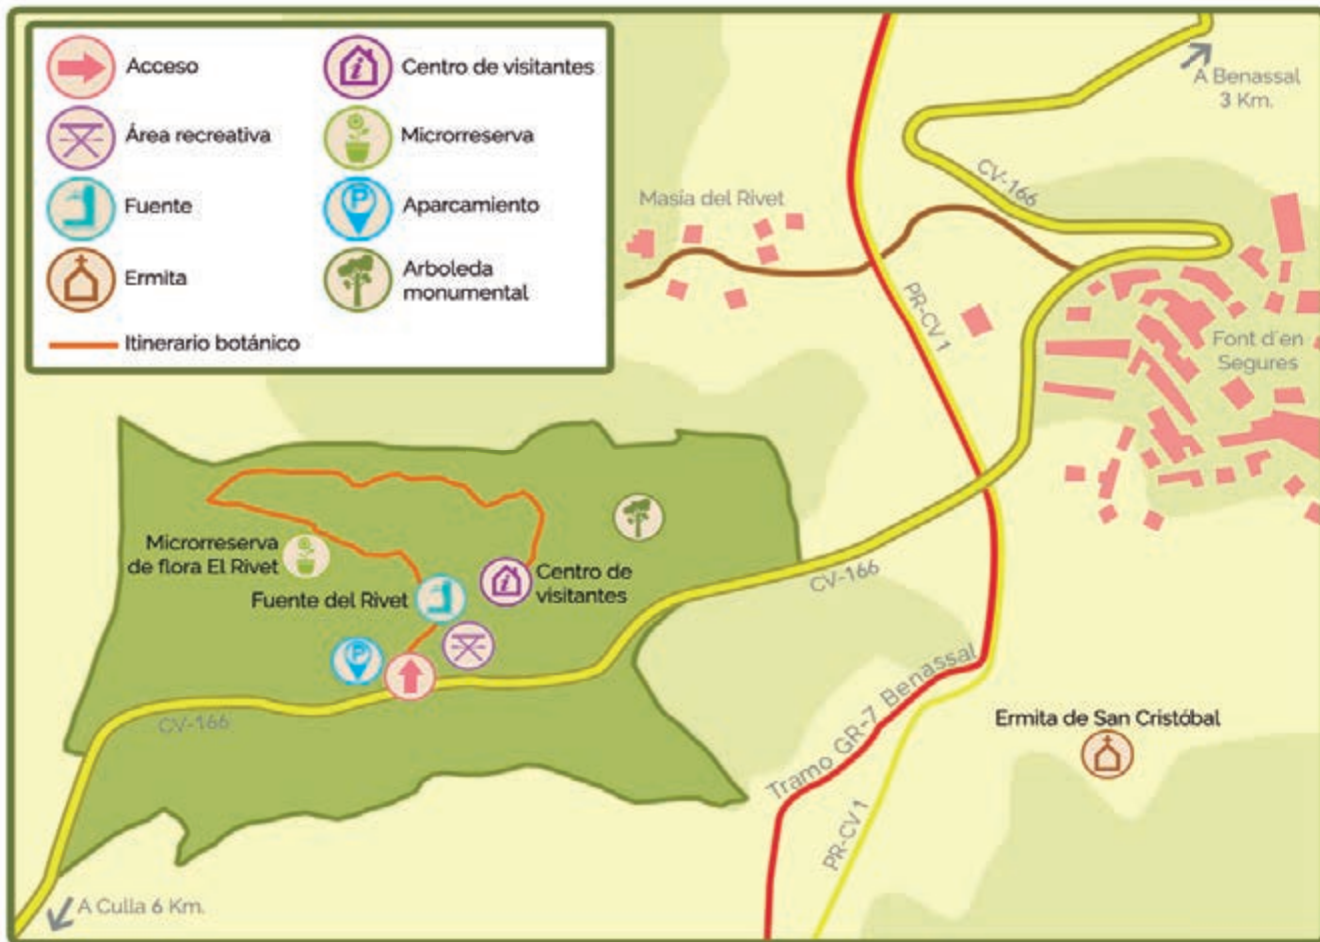 Acceso
Centro de visitantes
Área recreativa
Microrreserva
Fuente
Aparcamiento
Ermita
Arboleda
monumental
Itinerario botánico
A Benassal
3 Km.
CV-166
Masía del Rivet
PR-CV 1
Font d'en
Segures
Microrreserva
de flora El Rivet
Fuente del Rivet
Centro de
visitantes
P
CV-166
CV-166
Tramo GR-7 Benassal
PR-CV 1
Ermita de San Cristóbal
A Culla 6 Km.